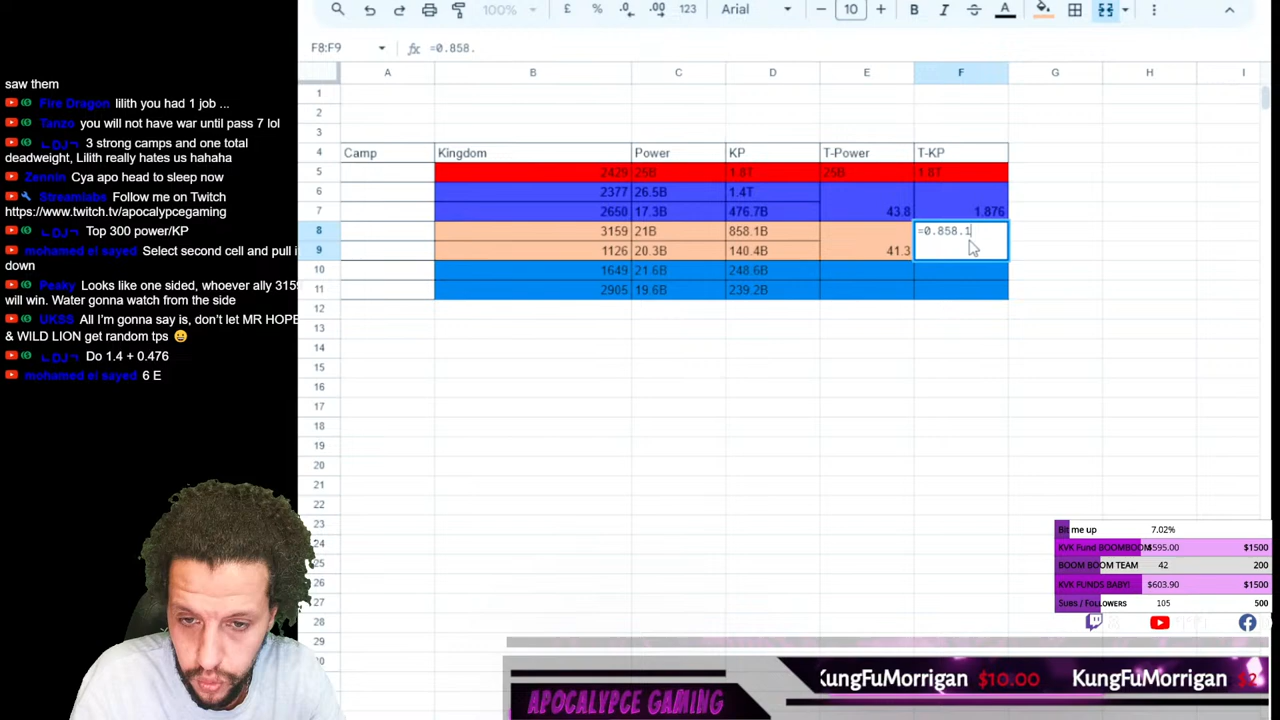 100%
£
%
.0
.00
123
Arial
10
B
I
A
F8:F9
fx
=0.858.
saw them
Fire Dragon lilith you had 1 job ...
Tanzo you will not have war until pass 7 lol
3 strong camps and one total
deadweight, Lilith really hates us hahaha
Zennin Cya apo head to sleep now
Streamlabs Follow me on Twitch
https://www.twitch.tv/apocalypcegaming
Top 300 power/KP
mohamed el sayed Select second cell and pull i
down
Peaky Looks like one sided, whoever ally 3159
will win. Water gonna watch from the
side
UKSS All I'm gonna say is, don't let MR HOPE
& WILD LION get random tps
Do 1.4 + 0.476
mohamed el sayed 6 E
A B C D E F G H I
1
2
3
4 Camp Kingdom Power KP T-Power T-KP
5 2429 25B 1.8T 25B 1.8T
6 2377 26.5B 1.4T
7 2650 17.3B 476.7B 43.8 1.876
8 3159 21B 858.1B =0.858.1
9 1126 20.3B 140.4B 41.3
10 1649 21.6B 248.6B
11 2905 19.6B 239.2B
12
13
14
15
16
17
18
19
20
21
22
23
24
25
26
27
28
29
Bit me up 7.02%
KVK Fund BOOMBOOM $595.00 $1500
BOOM BOOM TEAM 42 200
KVK FUNDS BABY! $603.90 $1500
Subs / Followers 105 500
APOCALYPCE GAMING
KungFuMorrigan $10.00
KungFuMorrigan